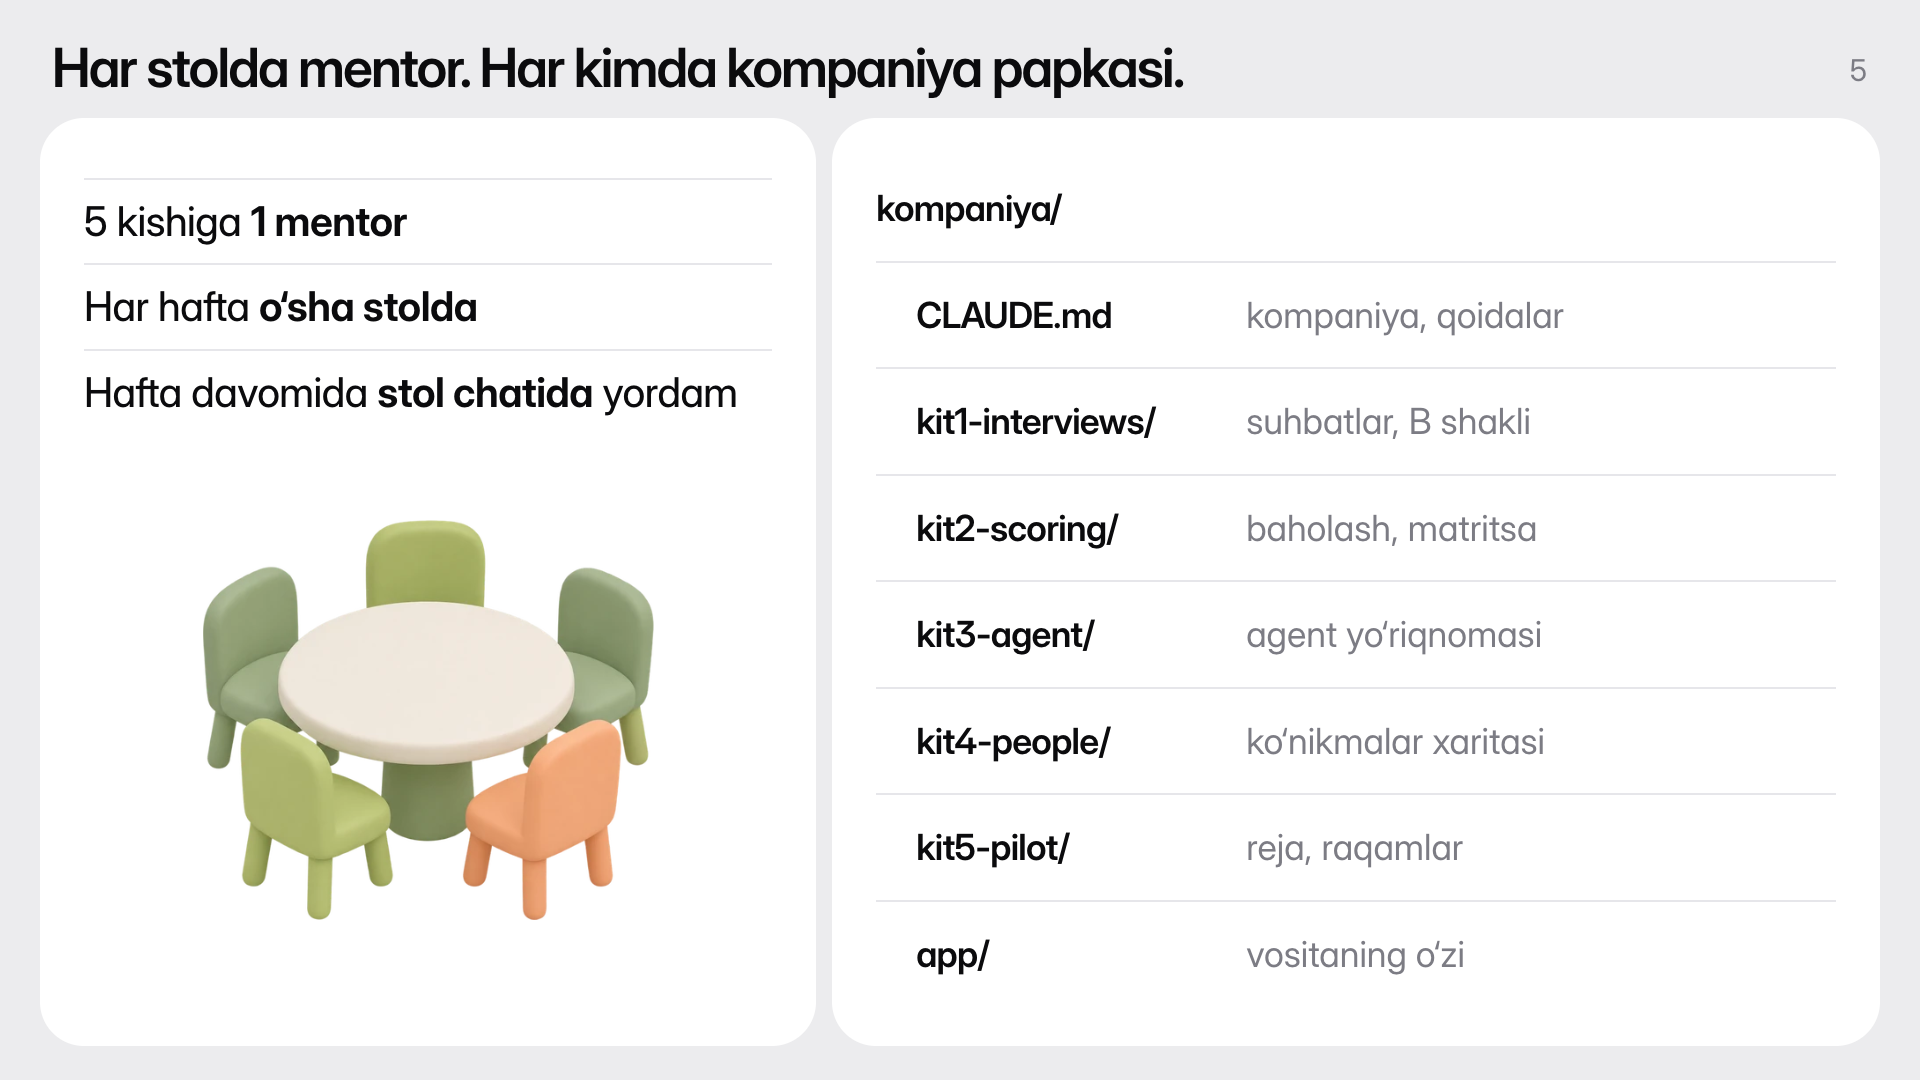 Har stolda mentor. Har kimda kompaniya papkasi.
5
5 kishiga 1 mentor
Har hafta o‘sha stolda
Hafta davomida stol chatida yordam
kompaniya/
CLAUDE.md kompaniya, qoidalar
kit1-interviews/ suhbatlar, B shakli
kit2-scoring/ baholash, matritsa
kit3-agent/ agent yo‘riqnomasi
kit4-people/ ko‘nikmalar xaritasi
kit5-pilot/ reja, raqamlar
app/ vositaning o‘zi